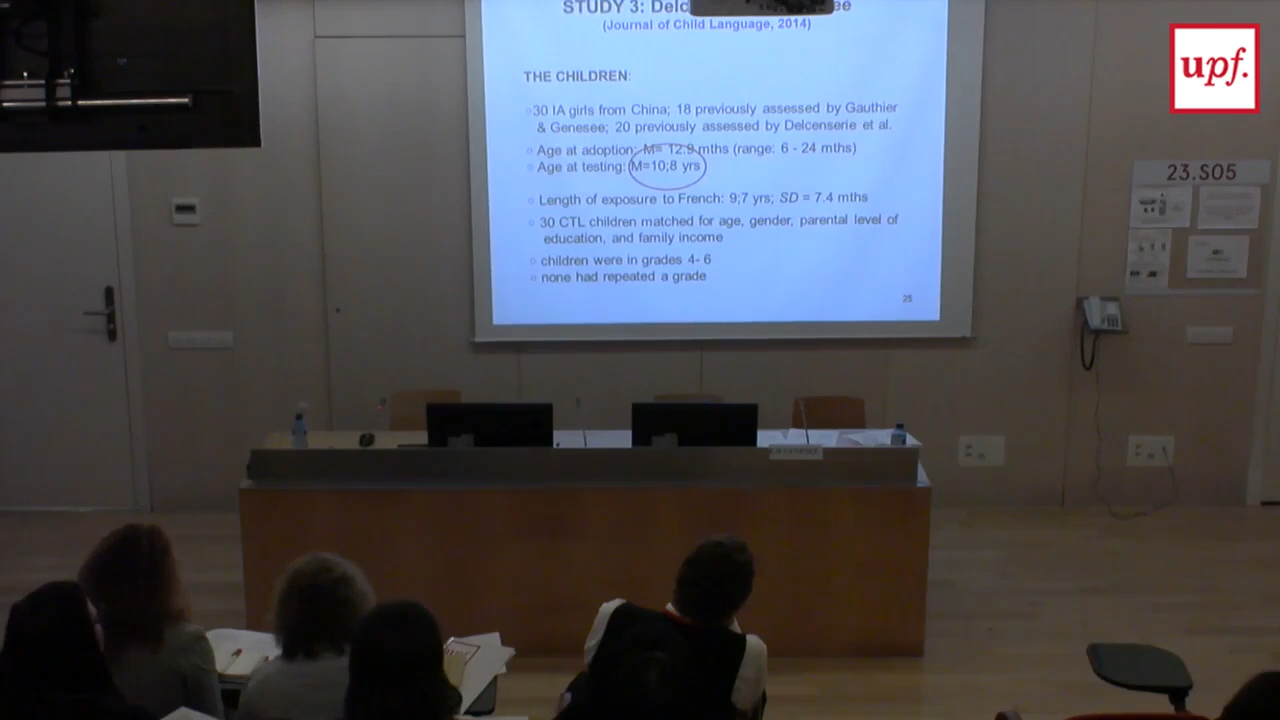 STUDY 3: Delc ee
(Journal of Child Language, 2014)
THE CHILDREN:
30 IA girls from China; 18 previously assessed by Gauthier
& Genesee; 20 previously assessed by Delcenserie et al.
Age at adoption: M= 12.9 mths (range: 6 - 24 mths)
Age at testing: M=10;8 yrs
Length of exposure to French: 9;7 yrs; SD = 7.4 mths
30 CTL children matched for age, gender, parental level of
education, and family income
children were in grades 4- 6
none had repeated a grade
25
upf.
23.S05